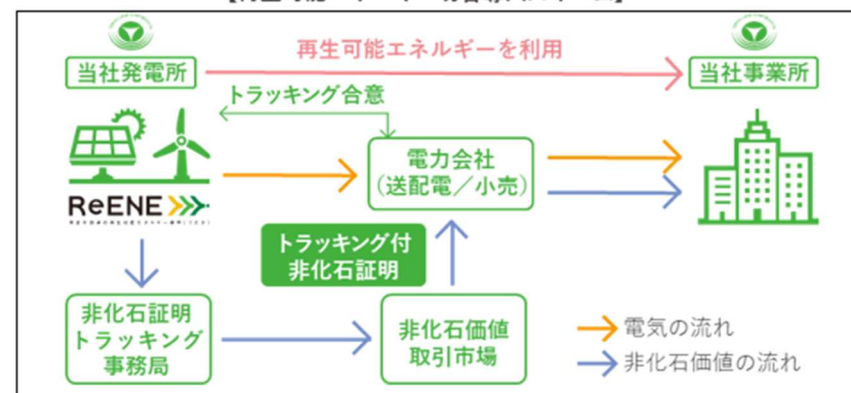 当社発電所
再生可能エネルギーを利用
当社事業所
トラッキング合意
電力会社
(送配電／小売)
ReENE
トラッキング付
非化石証明
非化石証明
トラッキング
事務局
非化石価値
取引市場
電気の流れ
非化石価値の流れ